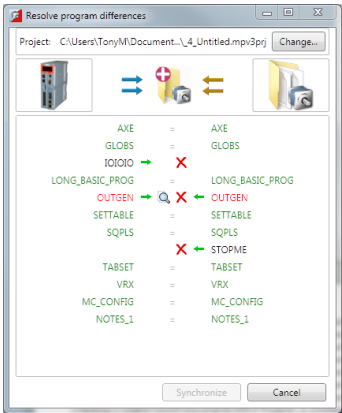 Resolve program differences
Project: C:\Users\TonyM\Document...\_4_Untitled.mpv3prj Change...
AXE = AXE
GLOBS = GLOBS
IOIOIO
LONG_BASIC_PROG = LONG_BASIC_PROG
OUTGEN OUTGEN
SETTABLE = SETTABLE
SQPLS = SQPLS
STOPME
TABSET = TABSET
VRX = VRX
MC_CONFIG = MC_CONFIG
NOTES_1 = NOTES_1
Synchronize Cancel